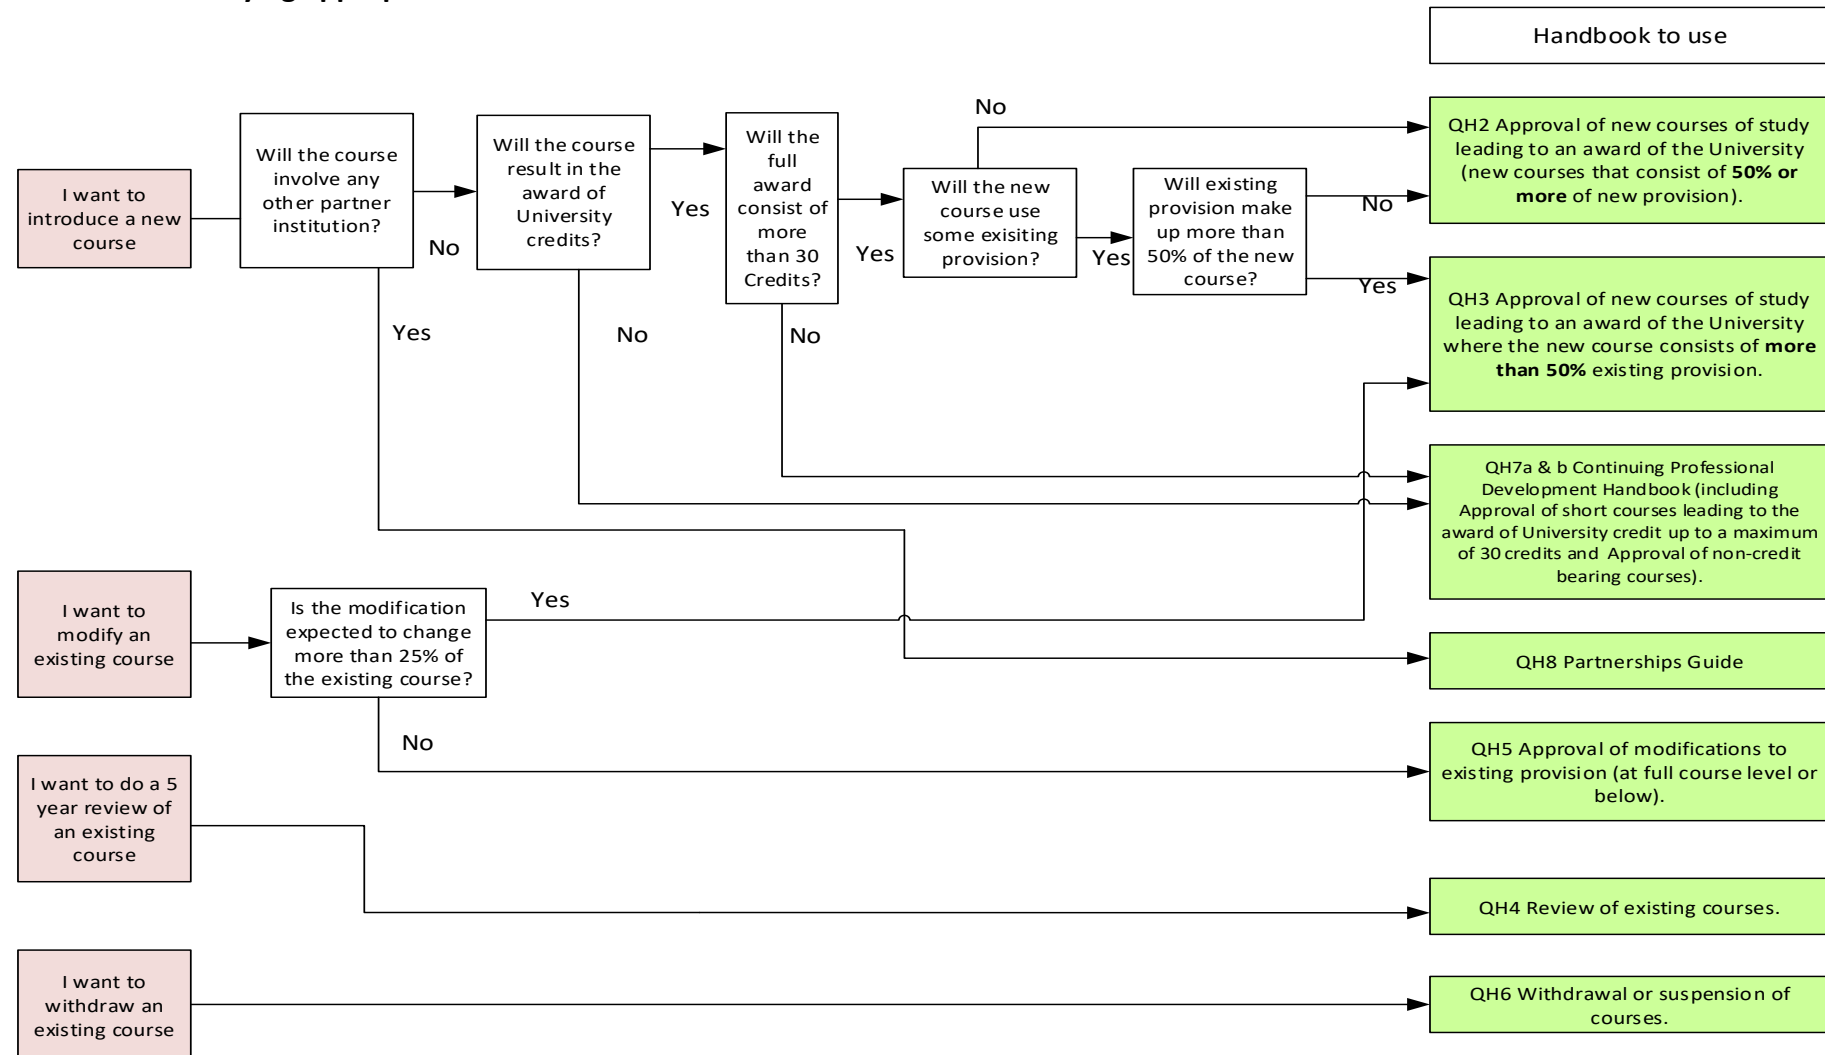 Handbook to use
No
I want to
introduce a new
course
Will the course
involve any
other partner
institution?
No
Yes
Will the course
result in the
award of
University
credits?
Yes
No
Will the
full
award
consist of
more
than 30
Credits?
Yes
No
Will the new
course use
some exisiting
provision?
Yes
Will existing
provision make
up more than
50% of the new
course?
No
Yes
QH2 Approval of new courses of study
leading to an award of the University
(new courses that consist of 50% or
more of new provision).
QH3 Approval of new courses of study
leading to an award of the University
where the new course consists of more
than 50% existing provision.
QH7a & b Continuing Professional
Development Handbook (including
Approval of short courses leading to the
award of University credit up to a maximum
of 30 credits and Approval of non-credit
bearing courses).
I want to
modify an
existing course
Is the modification
expected to change
more than 25% of
the existing course?
Yes
No
QH8 Partnerships Guide
QH5 Approval of modifications to
existing provision (at full course level or
below).
I want to do a 5
year review of
an existing
course
QH4 Review of existing courses.
I want to
withdraw an
existing course
QH6 Withdrawal or suspension of
courses.